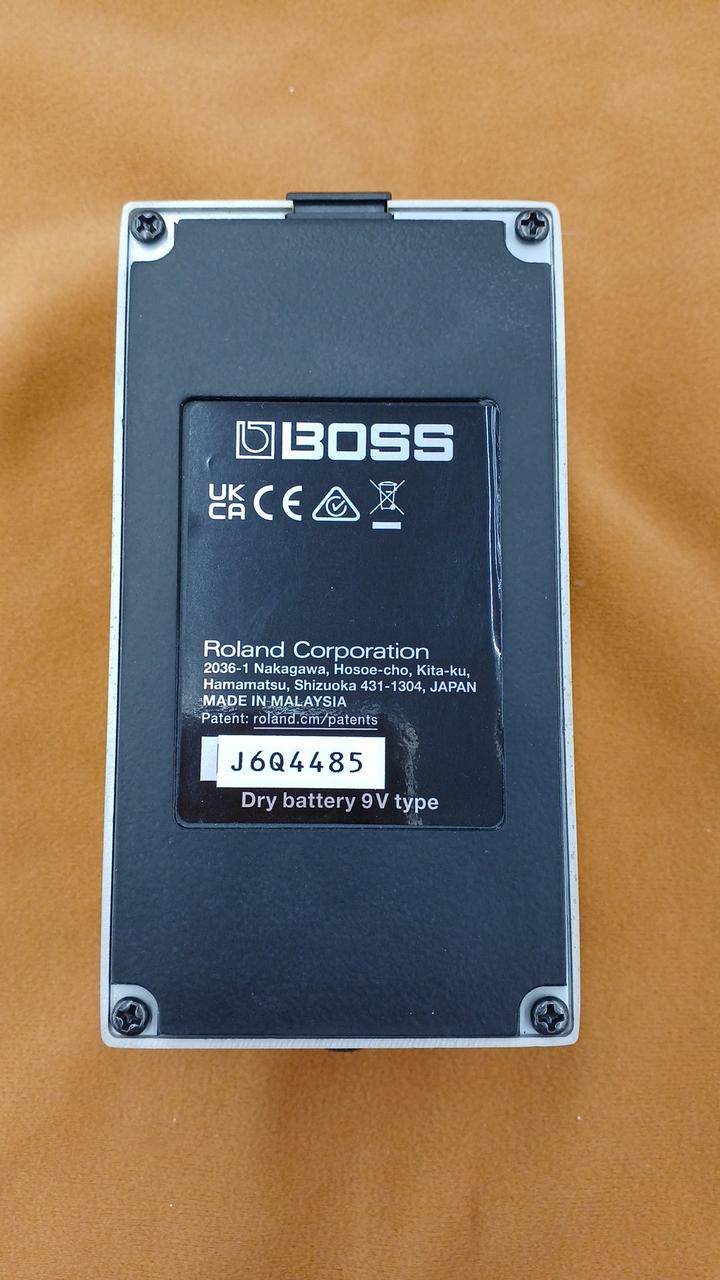 BOSS
UK
CA CE
Roland Corporation
2036-1 Nakagawa, Hosoe-cho, Kita-ku,
Hamamatsu, Shizuoka 431-1304, JAPAN
MADE IN MALAYSIA
Patent: roland.cm/patents
J6Q4485
Dry battery 9V type